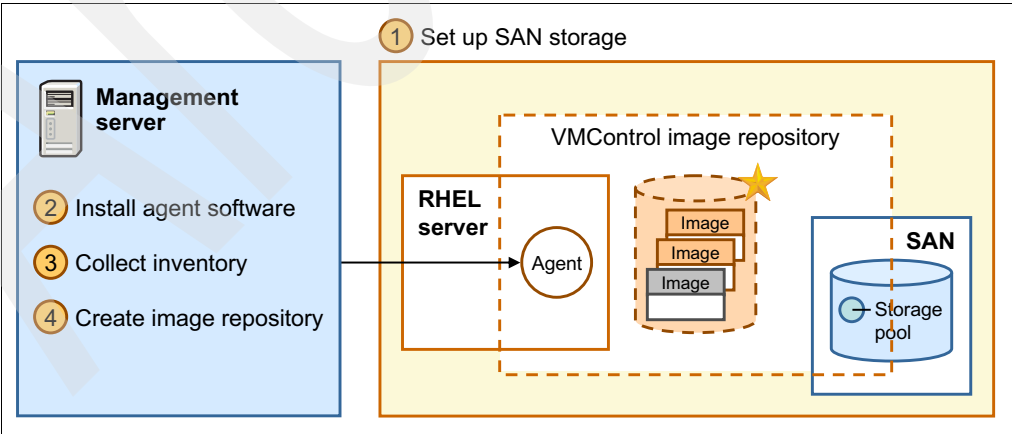 1 Set up SAN storage
Management
server
2 Install agent software
3 Collect inventory
4 Create image repository
VMControl image repository
RHEL
server
Agent
Image
Image
Image
SAN
Storage
pool